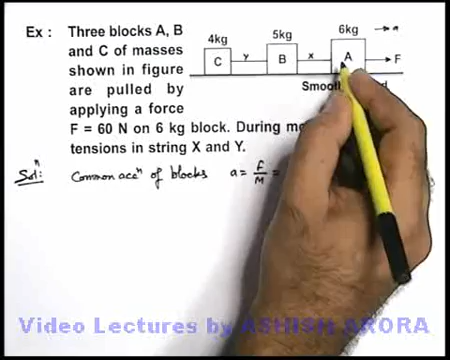 4kg 5kg 6kg a
Ex : Three blocks A, B
and C of masses
shown in figure
are pulled by
applying a force
C y B x A F
F = 60 N on 6 kg block. During
tensions in string X and Y.
Solⁿ: Common accⁿ of blocks a = F/M =
Video Lectures by ASHISH ARORA